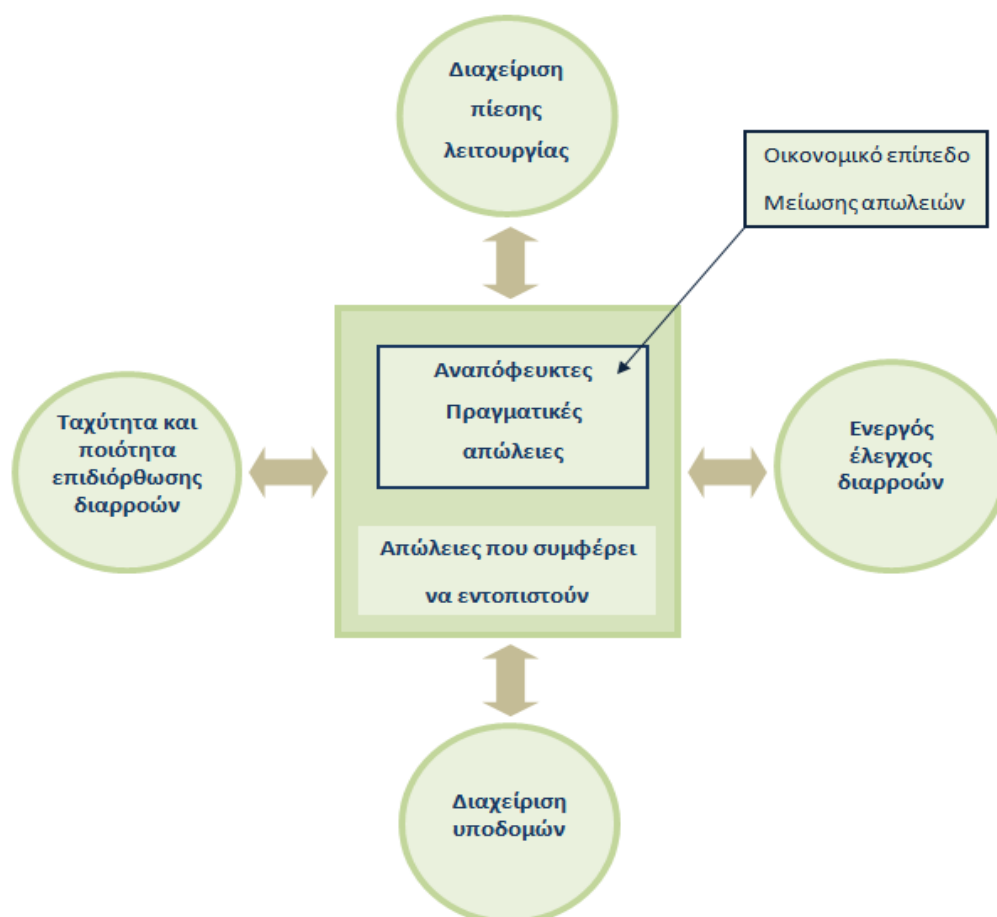 Διαχείριση
πίεσης
λειτουργίας
Οικονομικό επίπεδο
Μείωσης απωλειών
Αναπόφευκτες
Πραγματικές
απώλειες
Ταχύτητα και
ποιότητα
επιδιόρθωσης
διαρροών
Ενεργός
έλεγχος
διαρροών
Απώλειες που συμφέρει
να εντοπιστούν
Διαχείριση
υποδομών